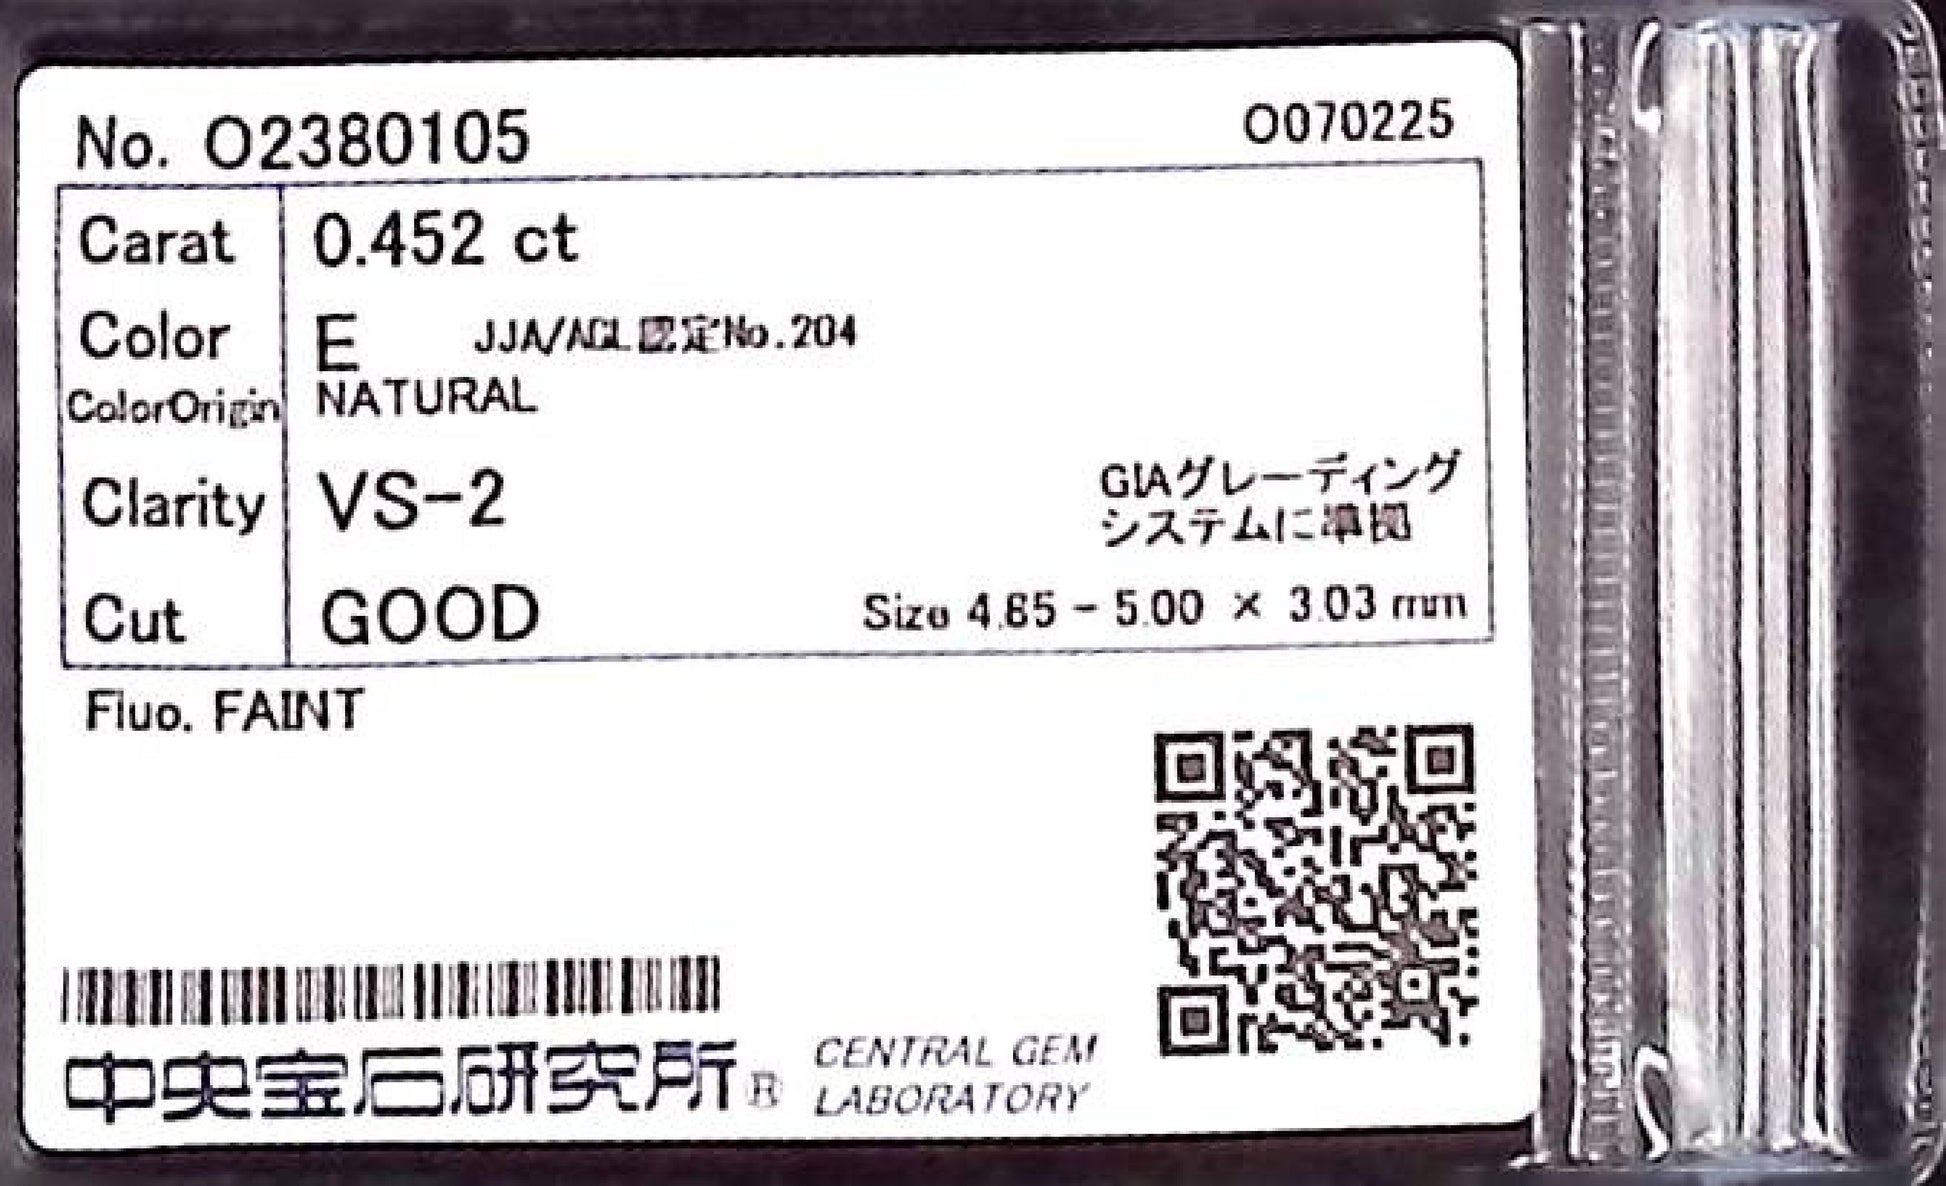 No. O2380105
O070225
Carat 0.452 ct
Color E JJA/AGL認定No.204
ColorOrigin NATURAL
Clarity VS-2
GIAグレーディング
システムに準拠
Cut GOOD
Size 4.85 - 5.00 × 3.03 mm
Fluo. FAINT
中央宝石研究所® CENTRAL GEM
LABORATORY